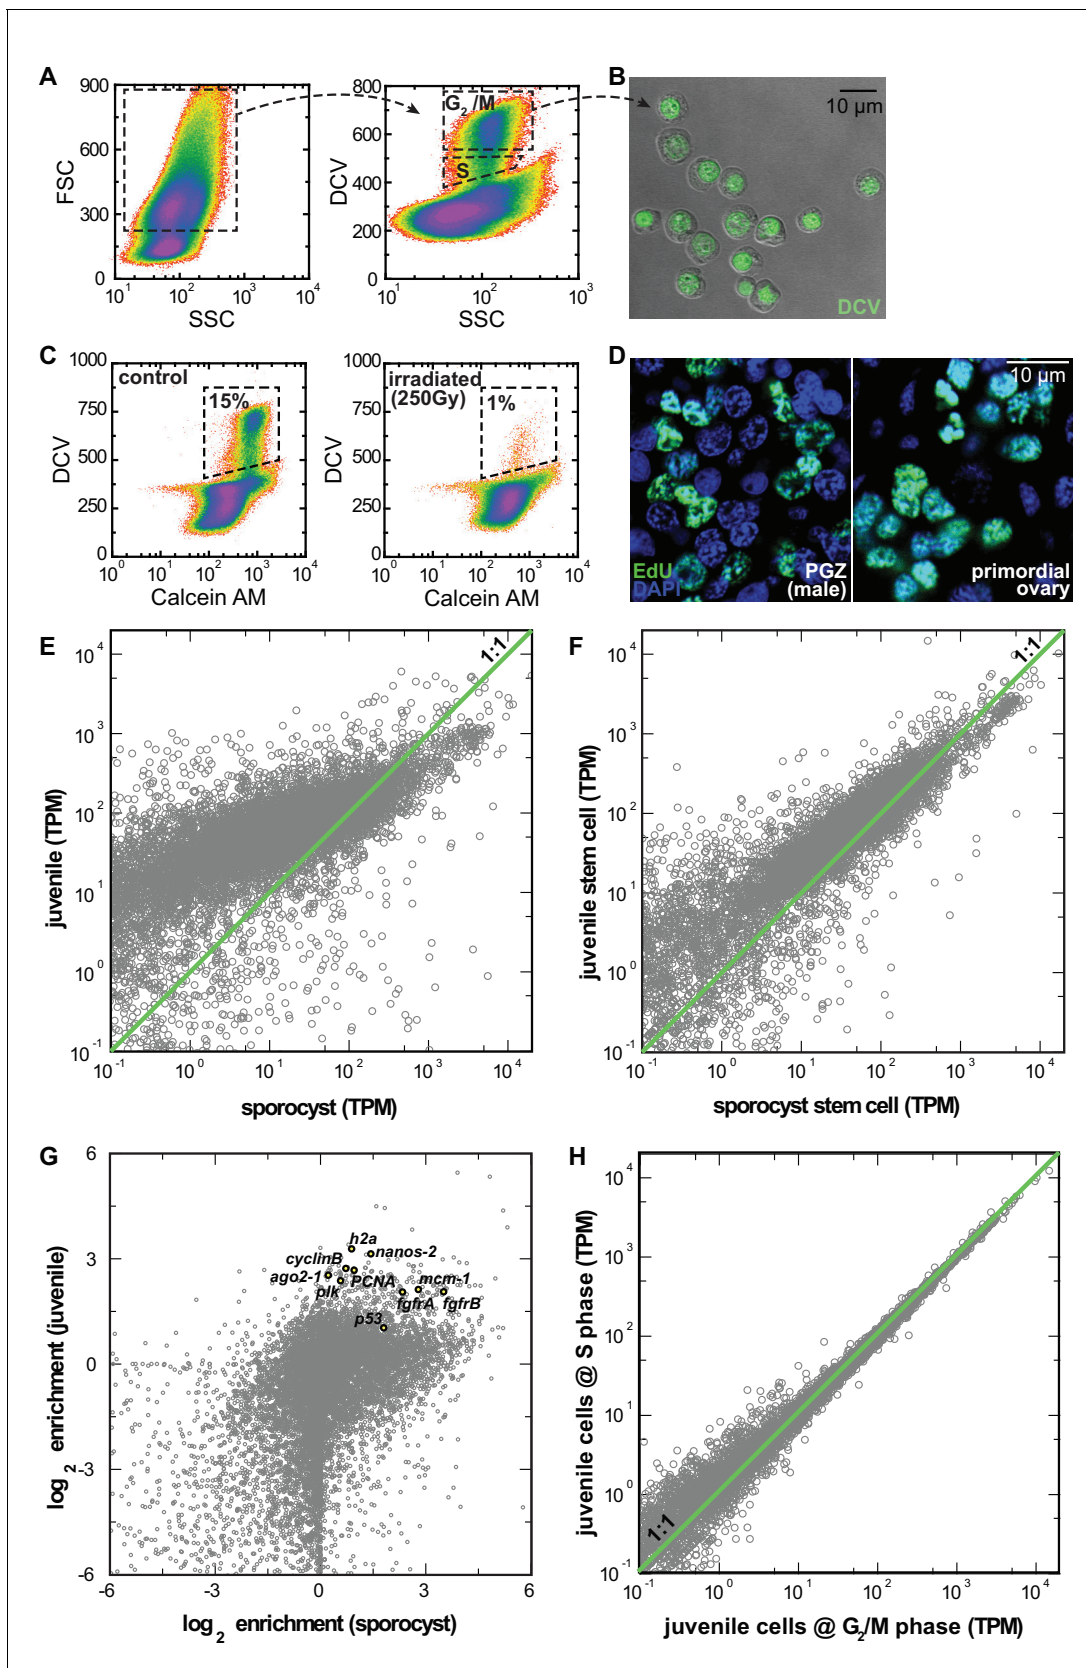 A
900
600
300
0
FSC
10^1 10^2 10^3 10^4
SSC
800
600
400
200
0
DCV
G2/M
S
10^1 10^2 10^3
SSC
B
10 µm
DCV
C
1000
750
500
250
0
DCV
control
15%
10^0 10^1 10^2 10^3 10^4
Calcein AM
1000
750
500
250
0
DCV
irradiated
(250Gy)
1%
10^0 10^1 10^2 10^3 10^4
Calcein AM
D
10 µm
EdU
DAPI
PGZ
(male)
primordial
ovary
E
10^4
10^3
10^2
10^1
10^0
10^-1
juvenile (TPM)
1:1
10^-1 10^0 10^1 10^2 10^3 10^4
sporocyst (TPM)
F
10^4
10^3
10^2
10^1
10^0
10^-1
juvenile stem cell (TPM)
1:1
10^-1 10^0 10^1 10^2 10^3 10^4
sporocyst stem cell (TPM)
G
6
3
0
-3
-6
log2 enrichment (juvenile)
h2a
cyclinB
nanos-2
ago2-1
PCNA
mcm-1
plk
fgfrA
fgfrB
p53
-6 -3 0 3 6
log2 enrichment (sporocyst)
H
10^4
10^3
10^2
10^1
10^0
10^-1
juvenile cells @ S phase (TPM)
1:1
10^-1 10^0 10^1 10^2 10^3 10^4
juvenile cells @ G2/M phase (TPM)